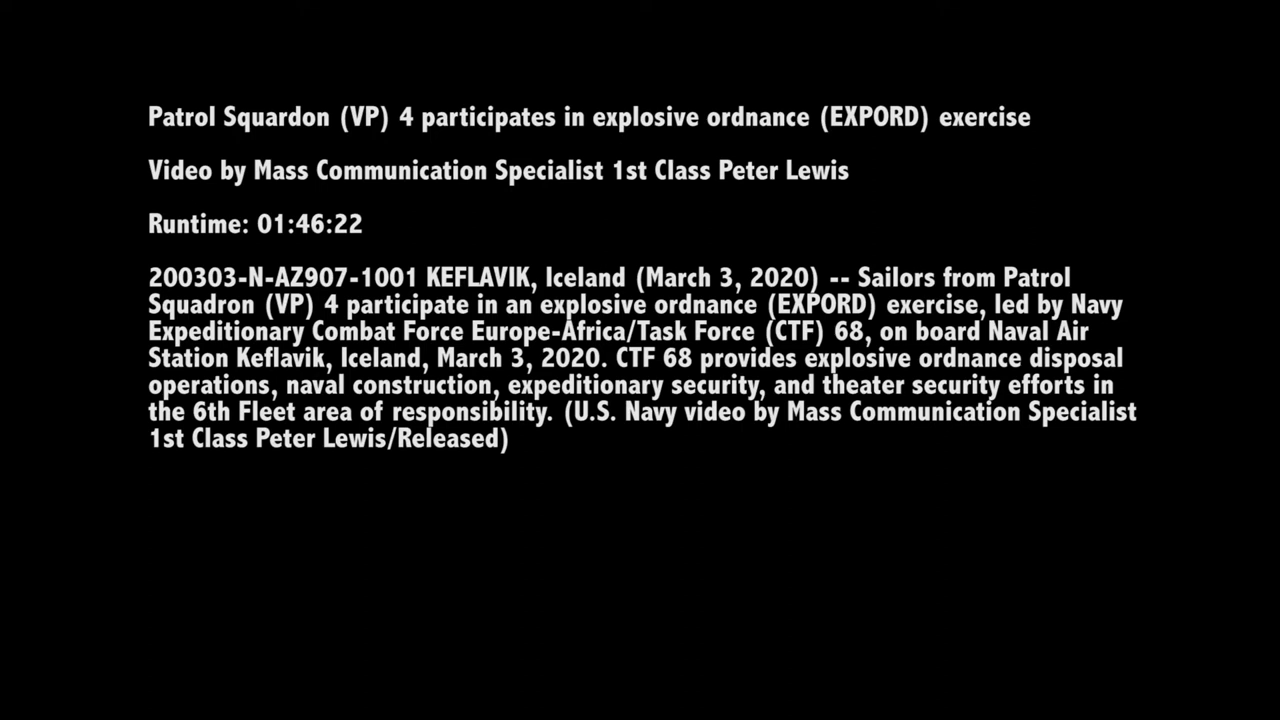 Patrol Squardon (VP) 4 participates in explosive ordnance (EXPORD) exercise
Video by Mass Communication Specialist 1st Class Peter Lewis
Runtime: 01:46:22
200303-N-AZ907-1001 KEFLAVIK, Iceland (March 3, 2020) -- Sailors from Patrol
Squadron (VP) 4 participate in an explosive ordnance (EXPORD) exercise, led by Navy
Expeditionary Combat Force Europe-Africa/Task Force (CTF) 68, on board Naval Air
Station Keflavik, Iceland, March 3, 2020. CTF 68 provides explosive ordnance disposal
operations, naval construction, expeditionary security, and theater security efforts in
the 6th Fleet area of responsibility. (U.S. Navy video by Mass Communication Specialist
1st Class Peter Lewis/Released)